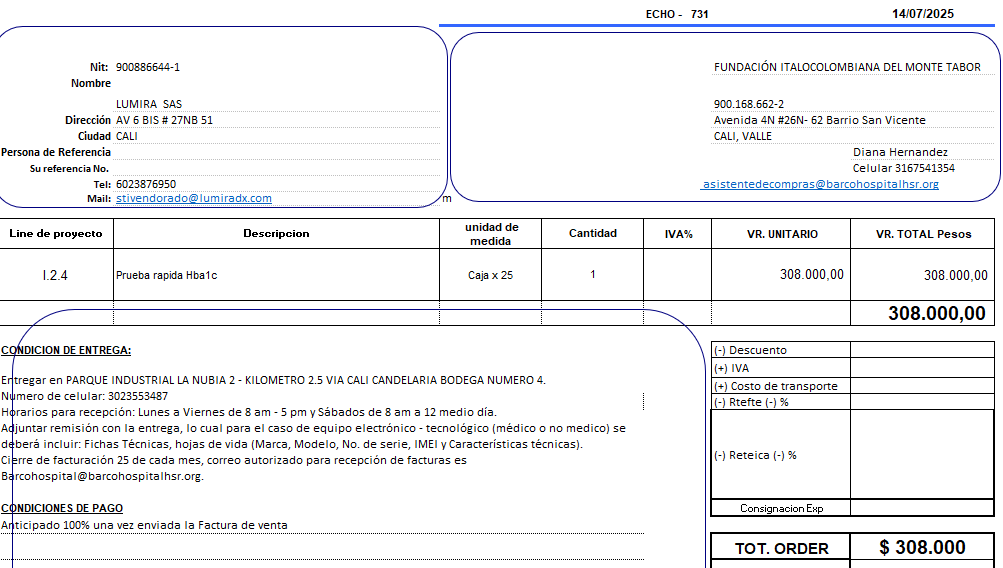 ECHO - 731 14/07/2025
Nit: 900886644-1
Nombre
LUMIRA SAS
Dirección AV 6 BIS # 27NB 51
Ciudad CALI
Persona de Referencia
Su referencia No.
Tel: 6023876950
Mail: stivendorado@lumiradx.com
m
FUNDACIÓN ITALOCOLOMBIANA DEL MONTE TABOR
900.168.662-2
Avenida 4N #26N- 62 Barrio San Vicente
CALI, VALLE
Diana Hernandez
Celular 3167541354
asistentedecompras@barcohospitalhsr.org
Line de proyecto Descripcion unidad de medida Cantidad IVA% VR. UNITARIO VR. TOTAL Pesos
I.2.4 Prueba rapida Hba1c Caja x 25 1 308.000,00 308.000,00
308.000,00
CONDICION DE ENTREGA:
Entregar en PARQUE INDUSTRIAL LA NUBIA 2 - KILOMETRO 2.5 VIA CALI CANDELARIA BODEGA NUMERO 4.
Numero de celular: 3023553487
Horarios para recepción: Lunes a Viernes de 8 am - 5 pm y Sábados de 8 am a 12 medio día.
Adjuntar remisión con la entrega, lo cual para el caso de equipo electrónico - tecnológico (médico o no medico) se
deberá incluir: Fichas Técnicas, hojas de vida (Marca, Modelo, No. de serie, IMEI y Características técnicas).
Cierre de facturación 25 de cada mes, correo autorizado para recepción de facturas es
Barcohospital@barcohospitalhsr.org.
CONDICIONES DE PAGO
Anticipado 100% una vez enviada la Factura de venta
(-) Descuento
(+) IVA
(+) Costo de transporte
(-) Rtefte (-) %
(-) Reteica (-) %
Consignacion Exp
TOT. ORDER $ 308.000